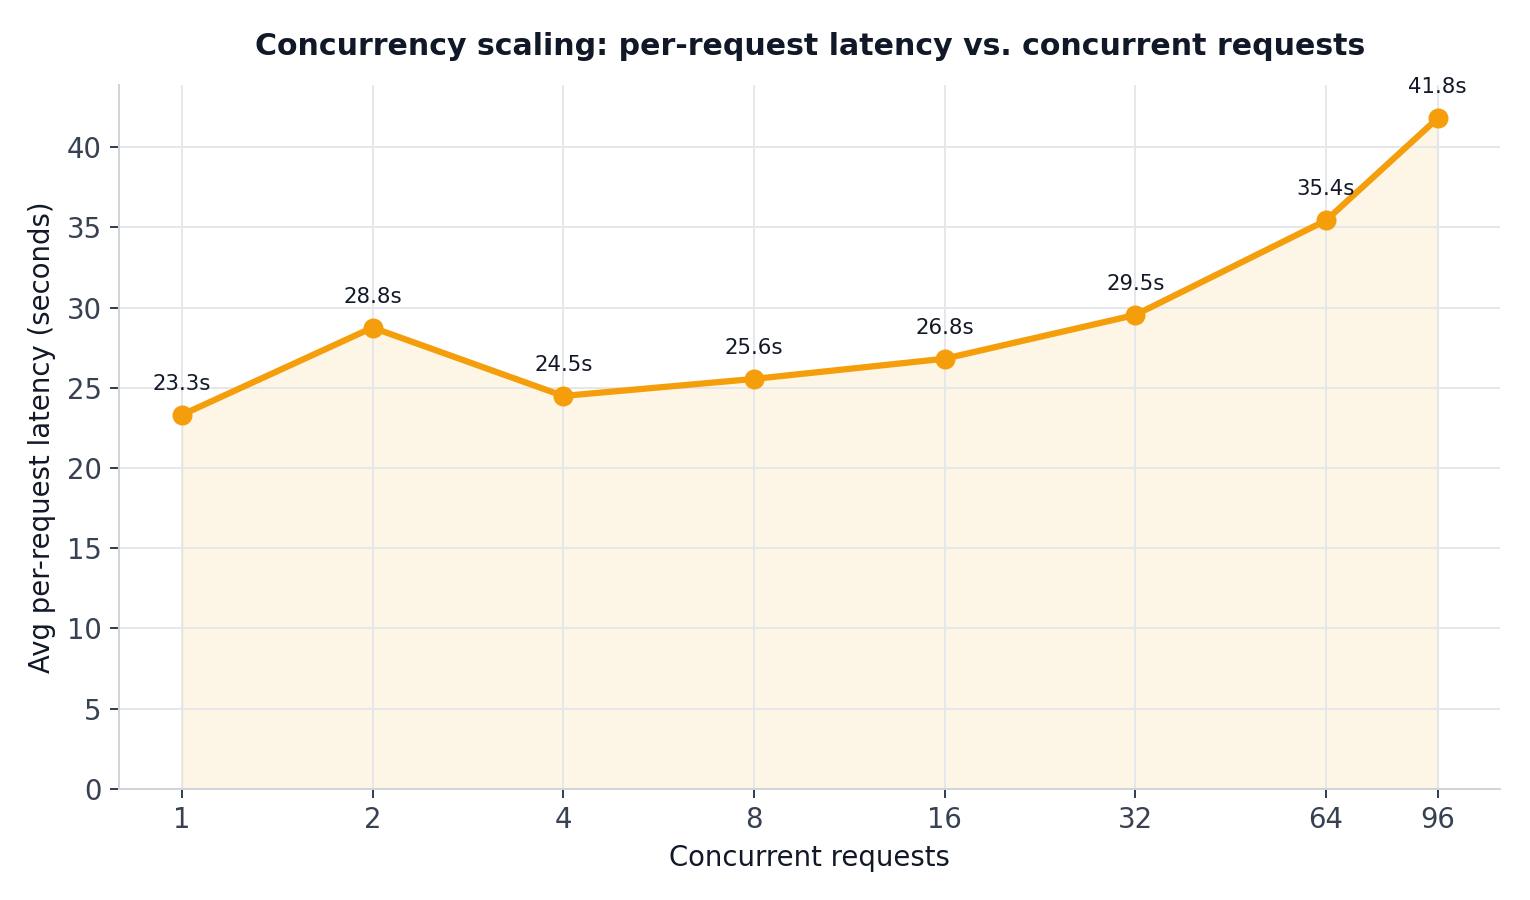 Concurrency scaling: per-request latency vs. concurrent requests
Avg per-request latency (seconds)
40
35
30
25
20
15
10
5
0
23.3s
28.8s
24.5s
25.6s
26.8s
29.5s
35.4s
41.8s
1 2 4 8 16 32 64 96
Concurrent requests